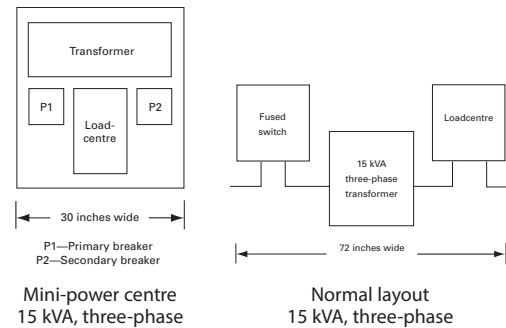 Transformer
P1
P2
Load-
centre
30 inches wide
P1—Primary breaker
P2—Secondary breaker
Mini-power centre
15 kVA, three-phase
Fused
switch
15 kVA
three-phase
transformer
Loadcentre
72 inches wide
Normal layout
15 kVA, three-phase